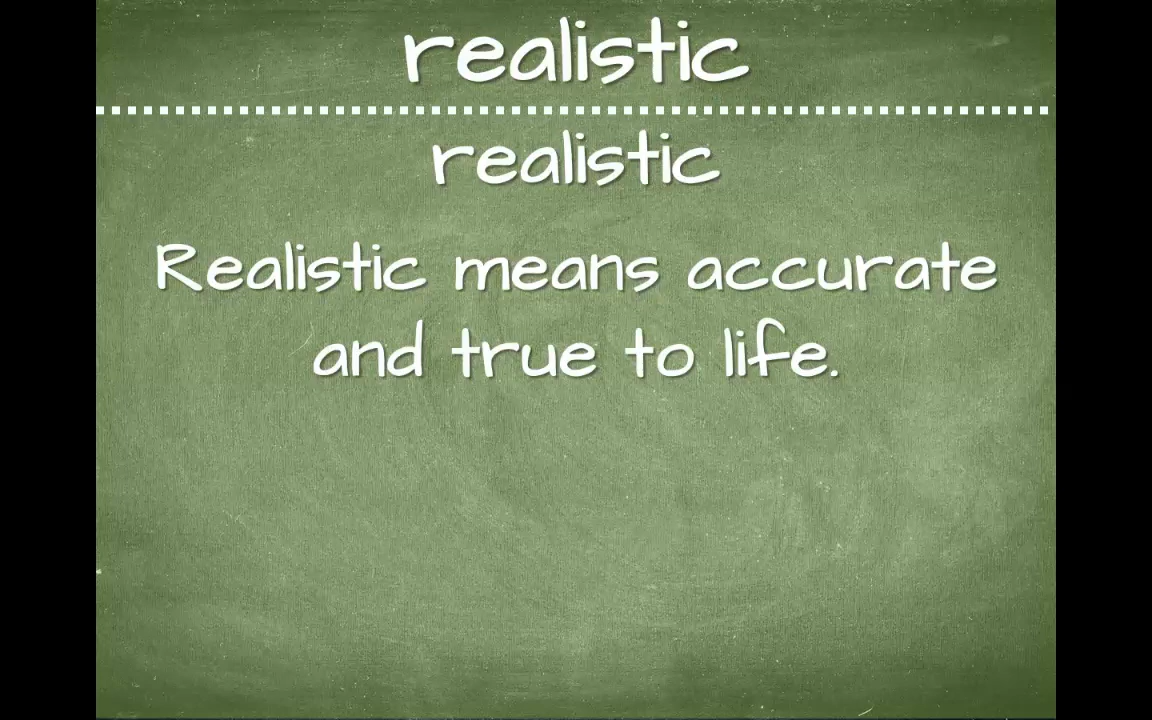 realistic
realistic
Realistic means accurate
and true to life.